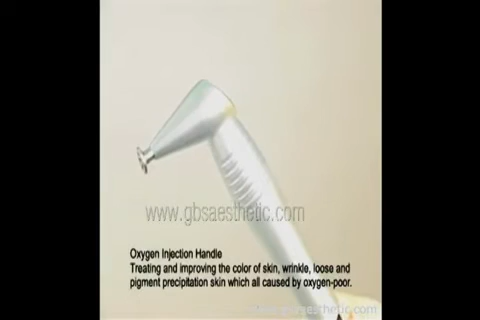 www.gbsaesthetic.com
Oxygen Injection Handle
Treating and improving the color of skin, wrinkle, loose and
pigment precipitation skin which all caused by oxygen-poor.